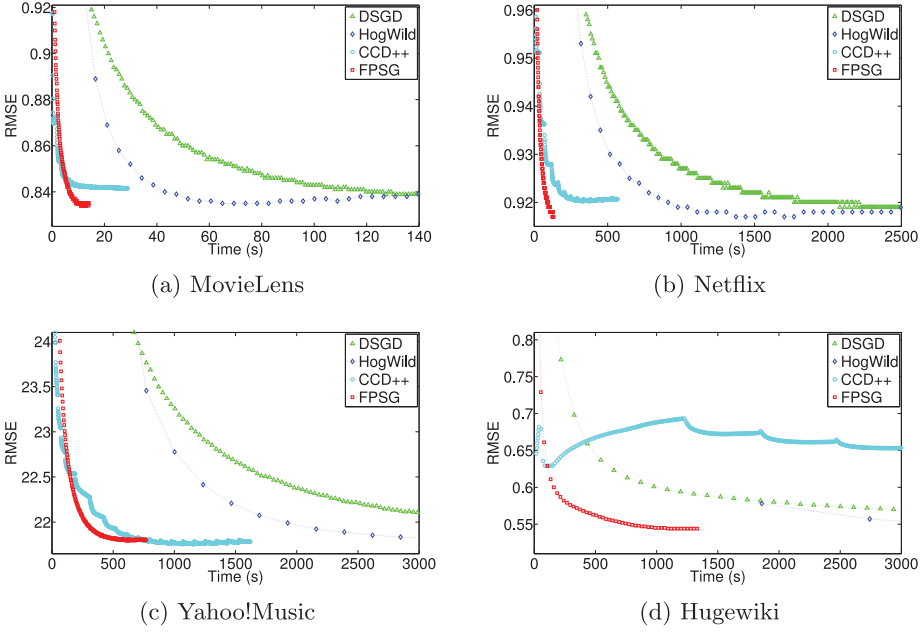 0.92
0.9
0.88
0.86
0.84
RMSE
0 20 40 60 80 100 120 140
Time (s)
DSGD
HogWild
CCD++
FPSG
(a) MovieLens
0.96
0.95
0.94
0.93
0.92
RMSE
0 500 1000 1500 2000 2500
Time (s)
DSGD
HogWild
CCD++
FPSG
(b) Netflix
24
23.5
23
22.5
22
RMSE
0 500 1000 1500 2000 2500 3000
Time (s)
DSGD
HogWild
CCD++
FPSG
(c) Yahoo!Music
0.8
0.75
0.7
0.65
0.6
0.55
RMSE
0 500 1000 1500 2000 2500 3000
Time (s)
DSGD
HogWild
CCD++
FPSG
(d) Hugewiki